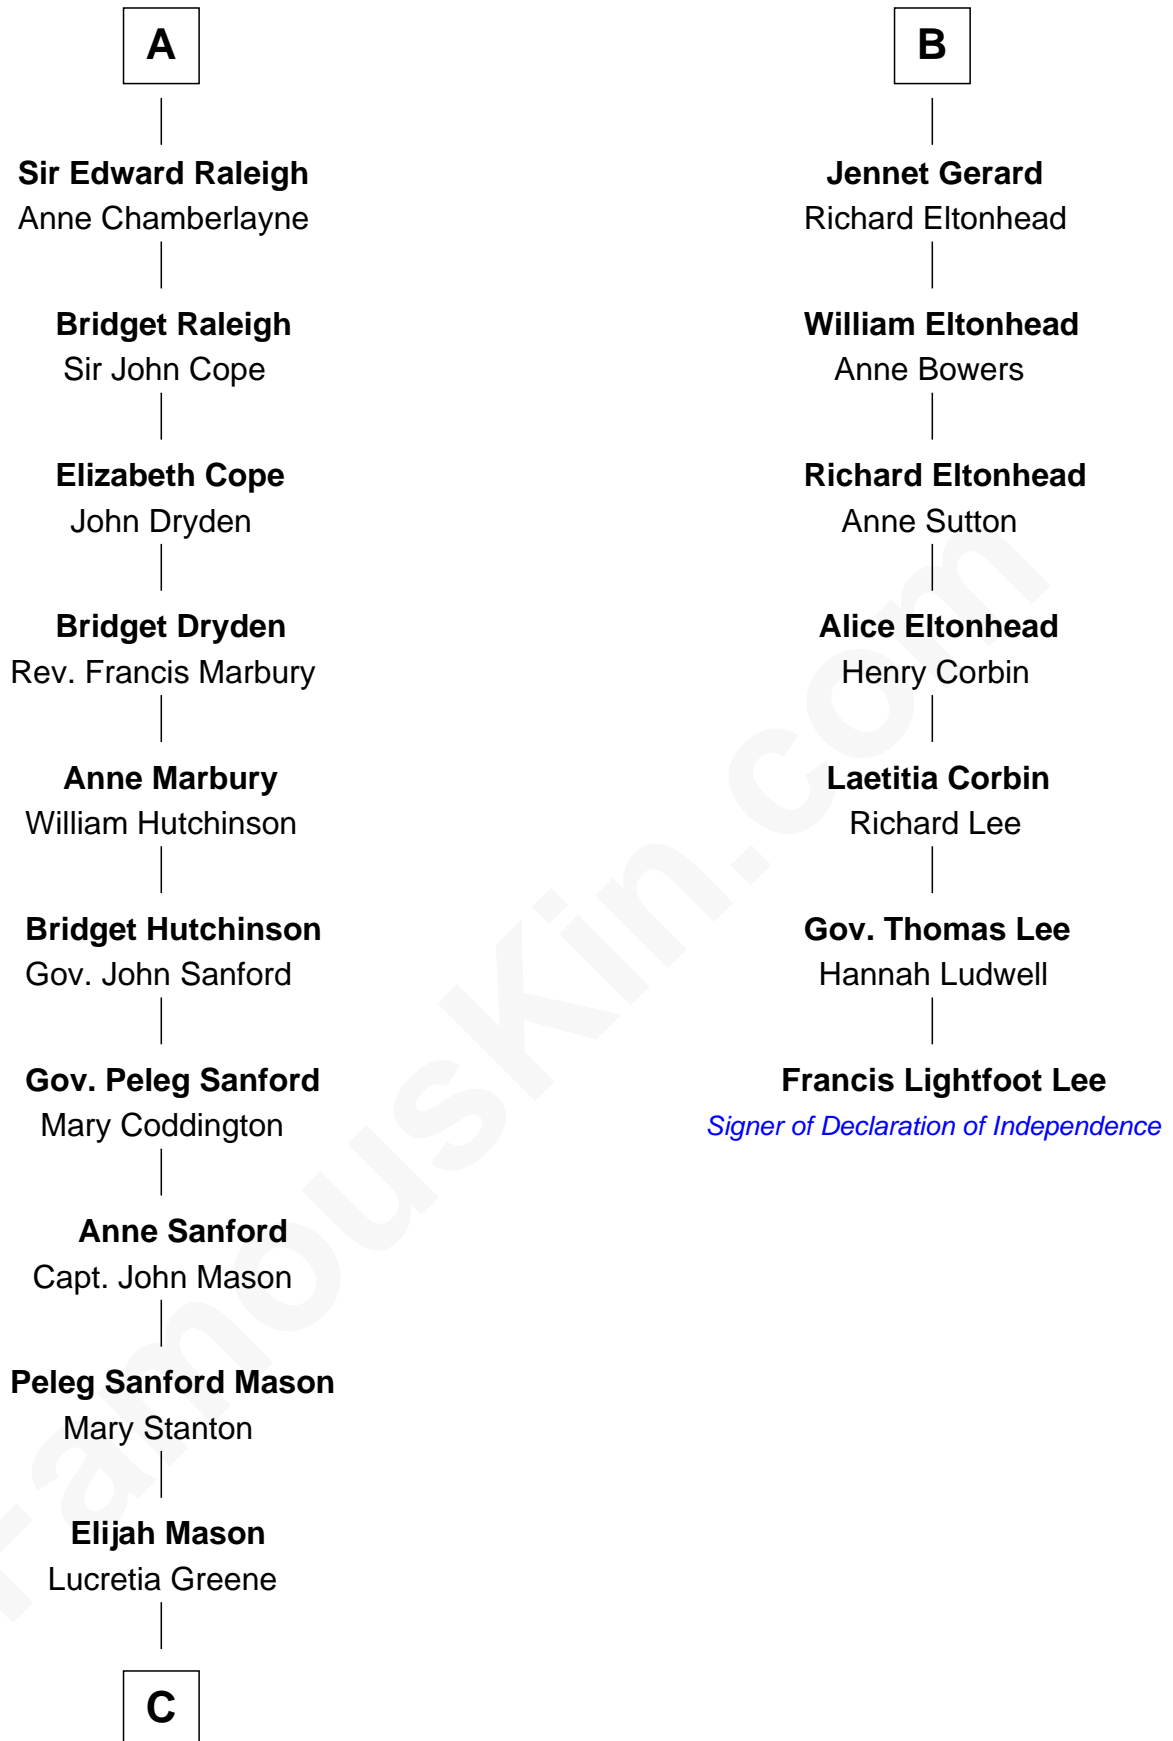 A
Sir Edward Raleigh
Anne Chamberlayne
Bridget Raleigh
Sir John Cope
Elizabeth Cope
John Dryden
Bridget Dryden
Rev. Francis Marbury
Anne Marbury
William Hutchinson
Bridget Hutchinson
Gov. John Sanford
Gov. Peleg Sanford
Mary Coddington
Anne Sanford
Capt. John Mason
Peleg Sanford Mason
Mary Stanton
Elijah Mason
Lucretia Greene
C
B
Jennet Gerard
Richard Eltonhead
William Eltonhead
Anne Bowers
Richard Eltonhead
Anne Sutton
Alice Eltonhead
Henry Corbin
Laetitia Corbin
Richard Lee
Gov. Thomas Lee
Hannah Ludwell
Francis Lightfoot Lee
Signer of Declaration of Independence
FamousKin.com